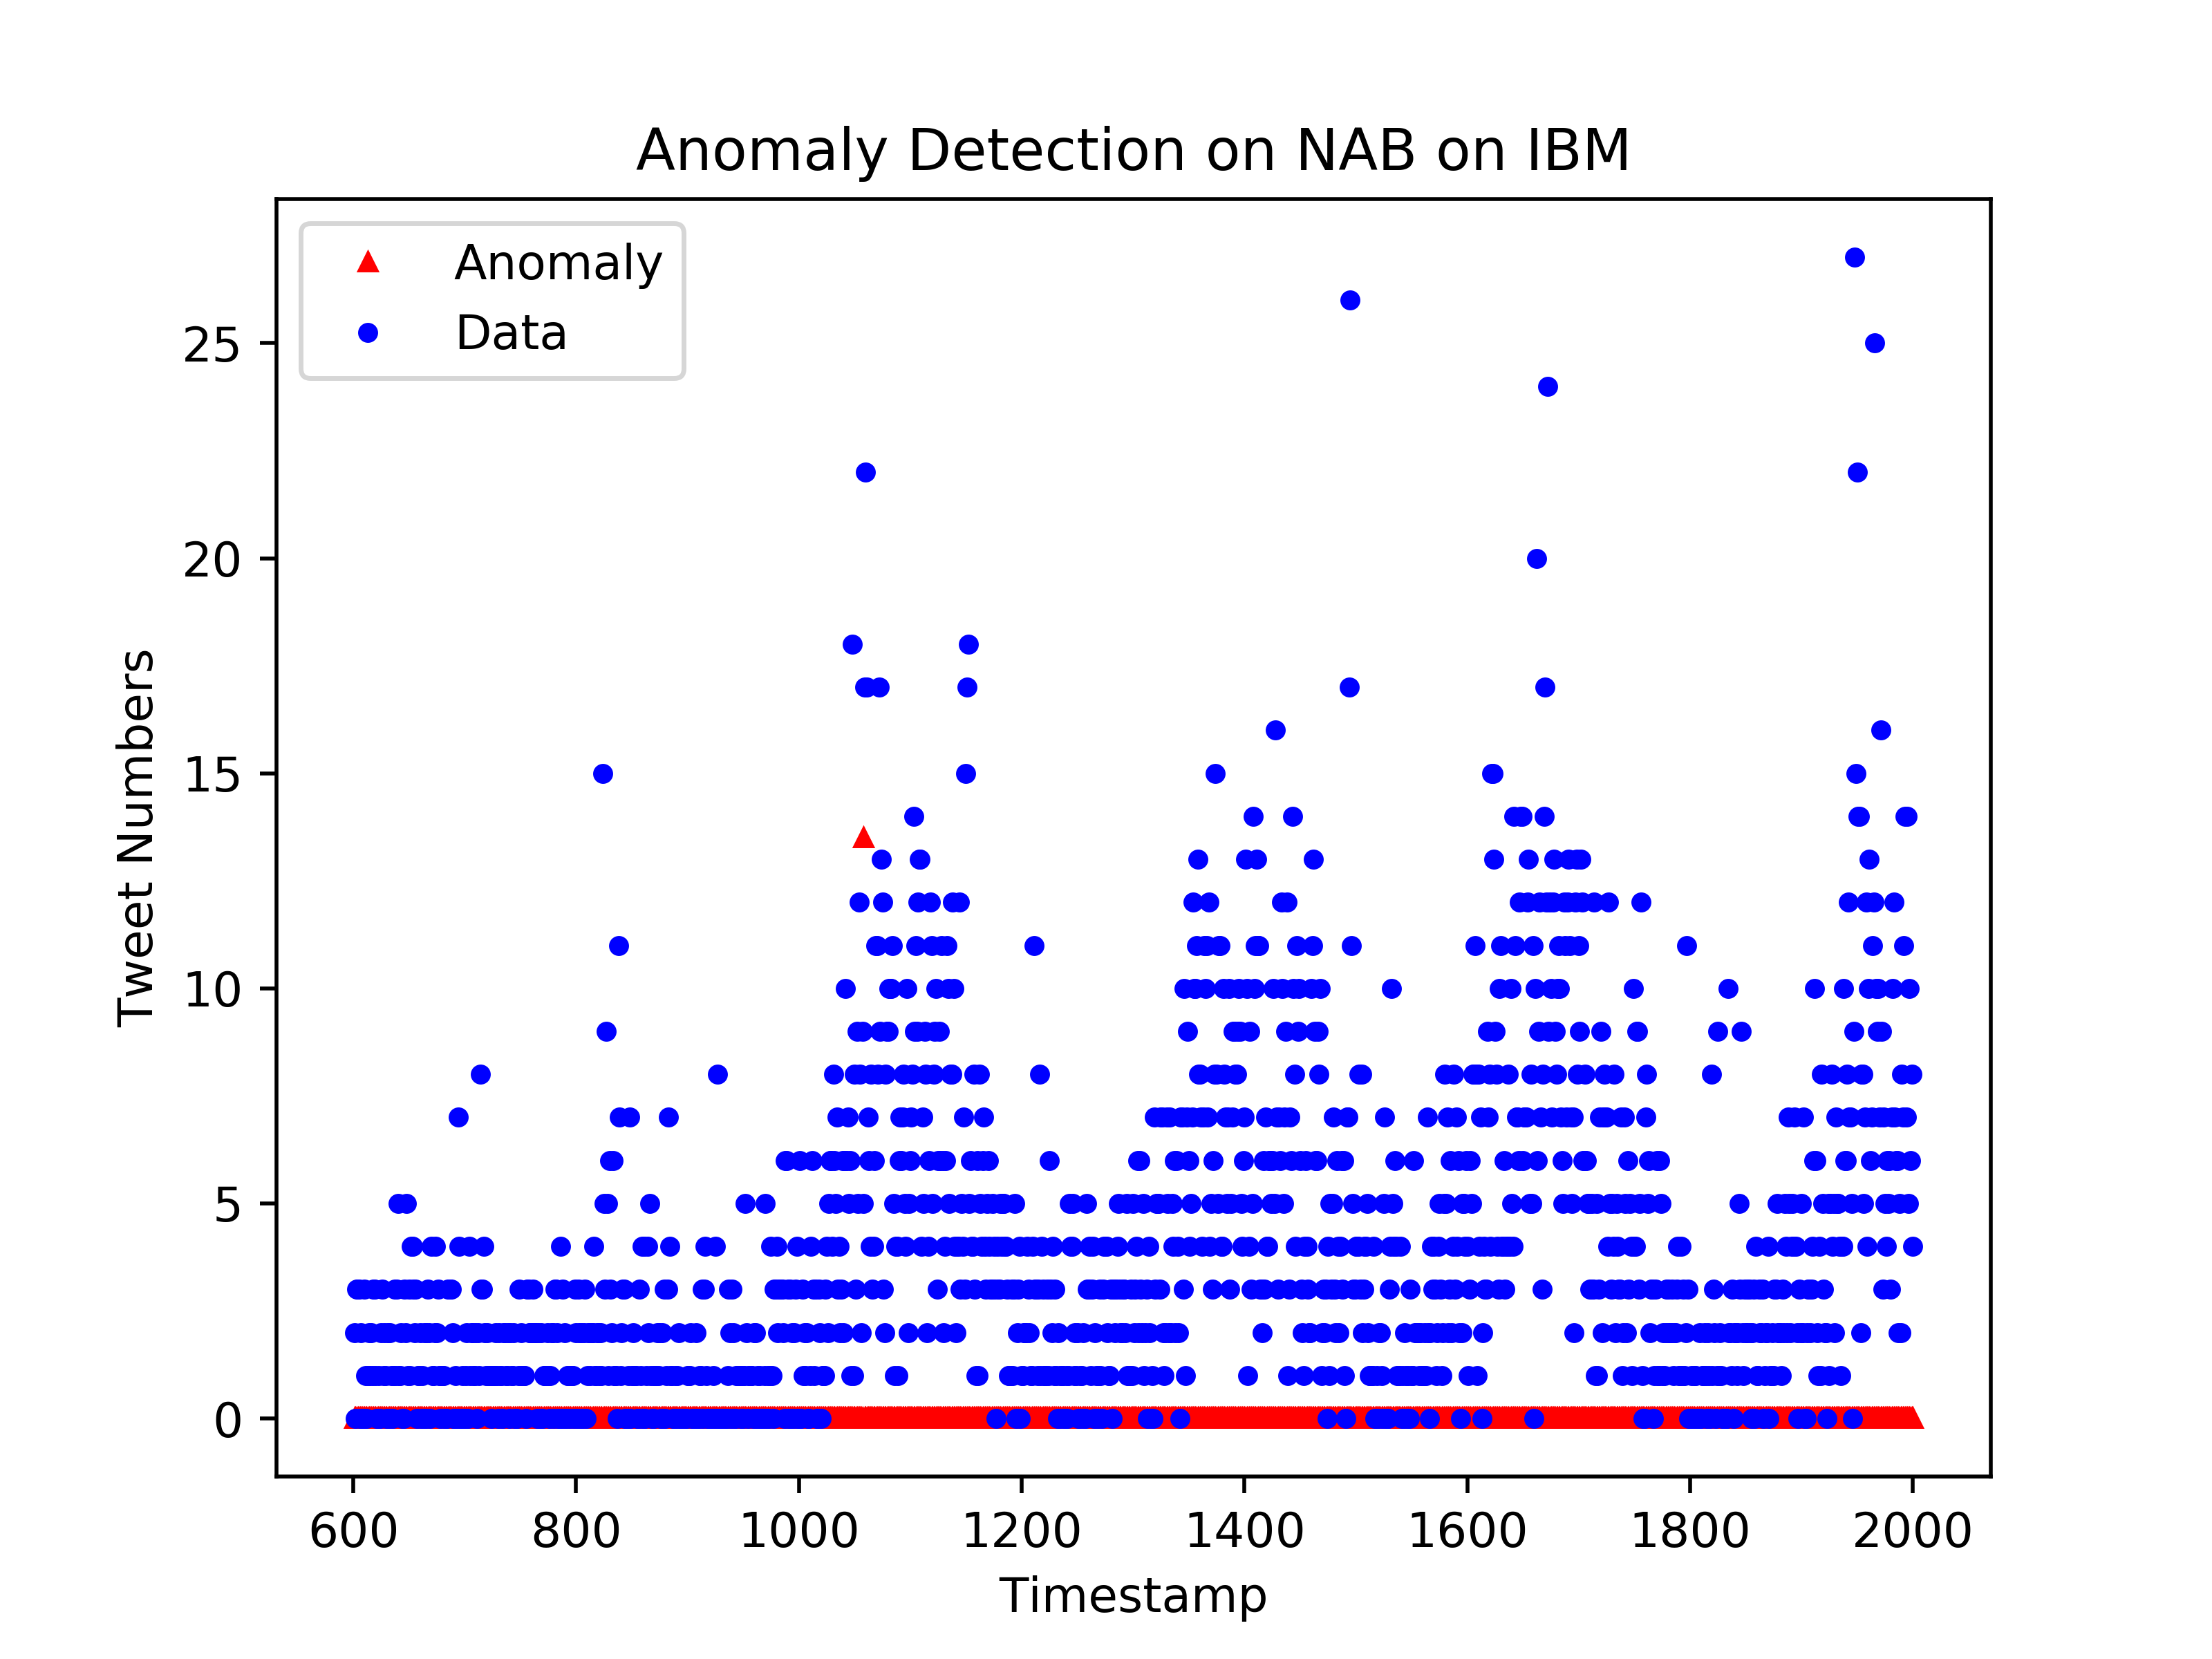 Anomaly Detection on NAB on IBM
Anomaly
Data
Tweet Numbers
25
20
15
10
5
0
600 800 1000 1200 1400 1600 1800 2000
Timestamp